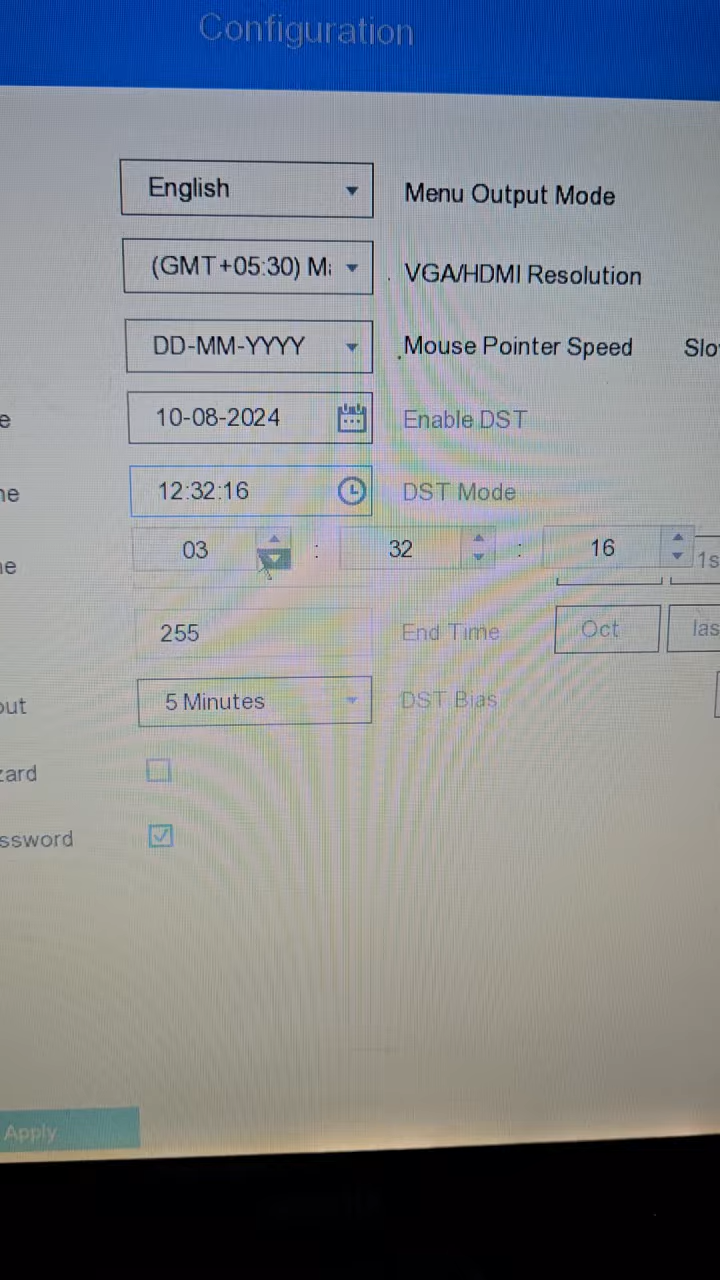 Configuration
English
Menu Output Mode
(GMT+05:30) M
VGA/HDMI Resolution
DD-MM-YYYY
Mouse Pointer Speed Slo
e 10-08-2024
Enable DST
ne 12:32:16
DST Mode
ne 03 : 32 : 16 1s
255
End Time Oct las
out 5 Minutes
DST Bias
zard
ssword
Apply